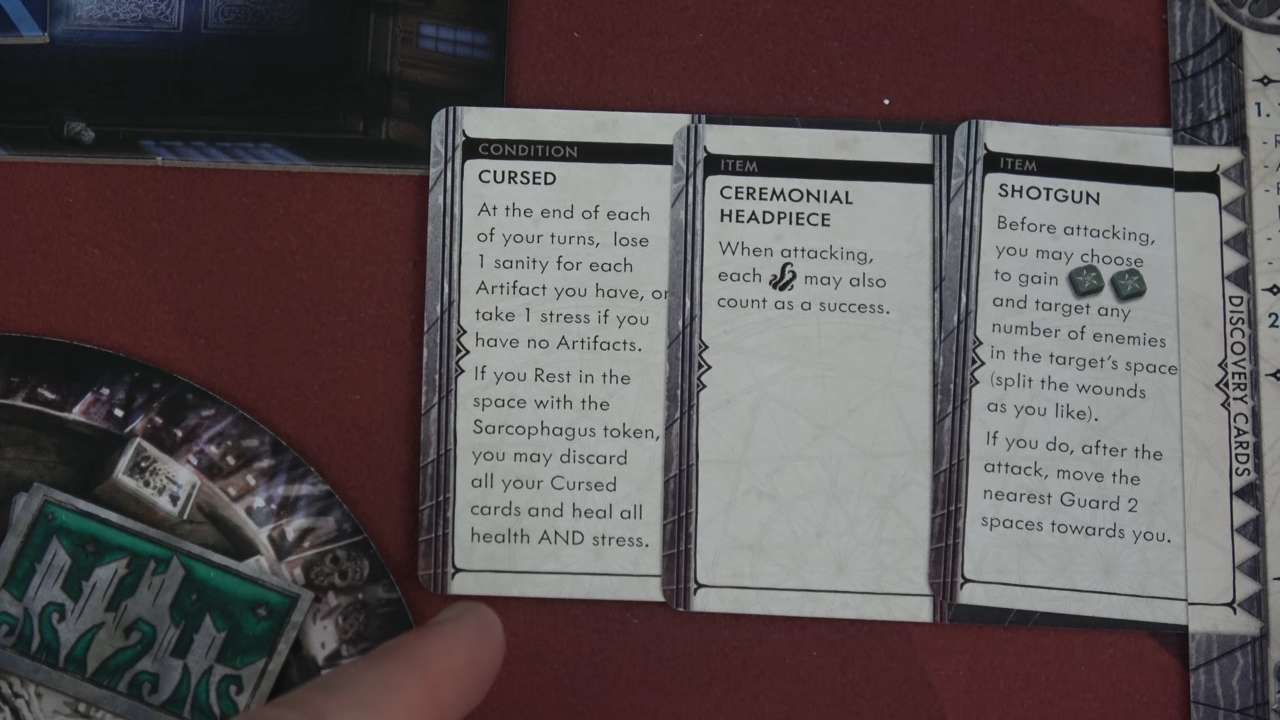 CONDITION
CURSED
At the end of each
of your turns, lose
1 sanity for each
Artifact you have, or
take 1 stress if you
have no Artifacts.
If you Rest in the
space with the
Sarcophagus token,
you may discard
all your Cursed
cards and heal all
health AND stress.
ITEM
CEREMONIAL
HEADPIECE
When attacking,
each may also
count as a success.
ITEM
SHOTGUN
Before attacking,
you may choose
to gain
and target any
number of enemies
in the target's space
(split the wounds
as you like).
If you do, after the
attack, move the
nearest Guard 2
spaces towards you.
DISCOVERY CARDS
1.
2